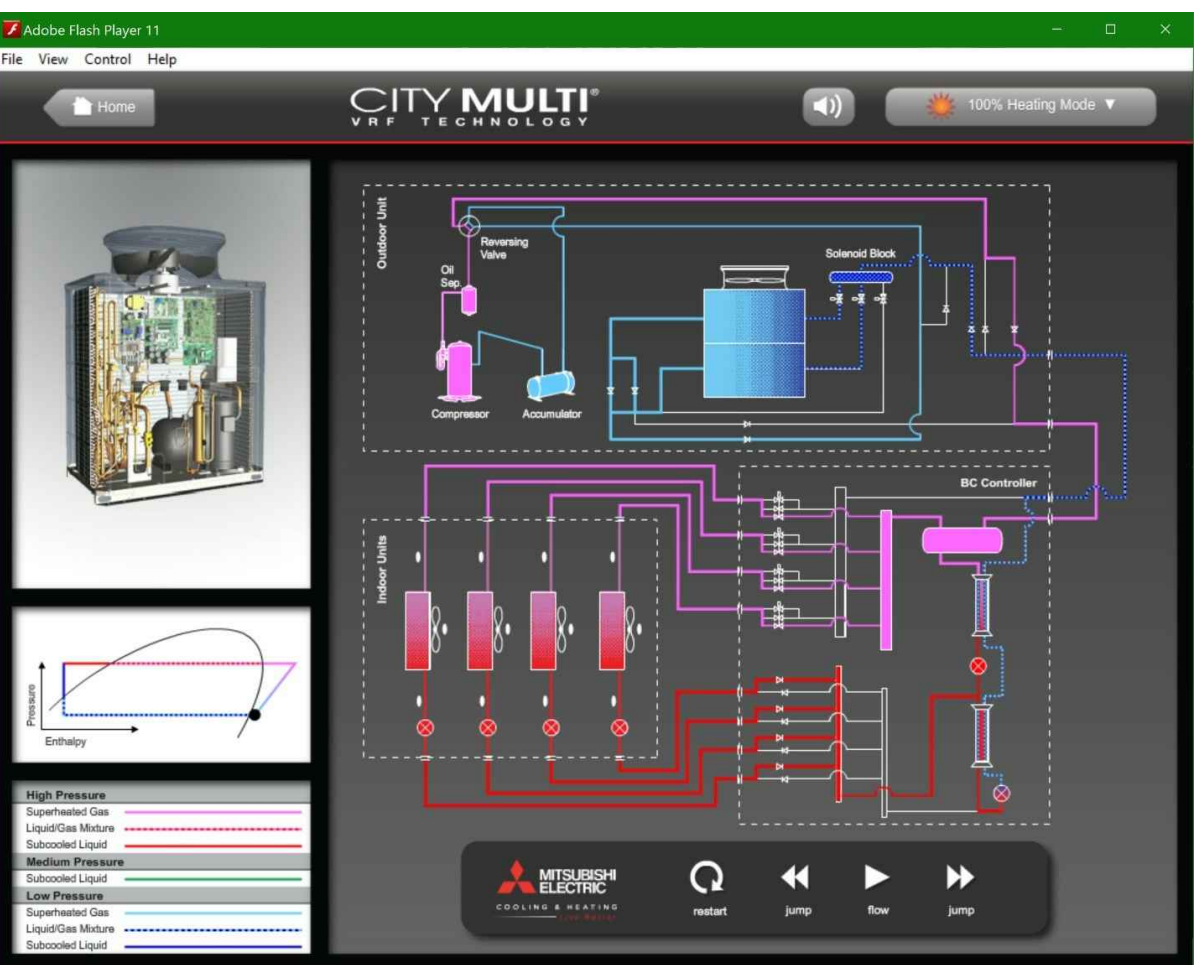 Adobe Flash Player 11
File View Control Help
Home
CITY MULTI®
VRF TECHNOLOGY
100% Heating Mode ▼
Outdoor Unit
Reversing
Valve
Oil
Sep.
Solenoid Block
Compressor
Accumulator
BC Controller
Indoor Units
Pressure
Enthalpy
High Pressure
Superheated Gas
Liquid/Gas Mixture
Subcooled Liquid
Medium Pressure
Subcooled Liquid
Low Pressure
Superheated Gas
Liquid/Gas Mixture
Subcooled Liquid
MITSUBISHI
ELECTRIC
COOLING & HEATING
Live Better
restart
jump
flow
jump